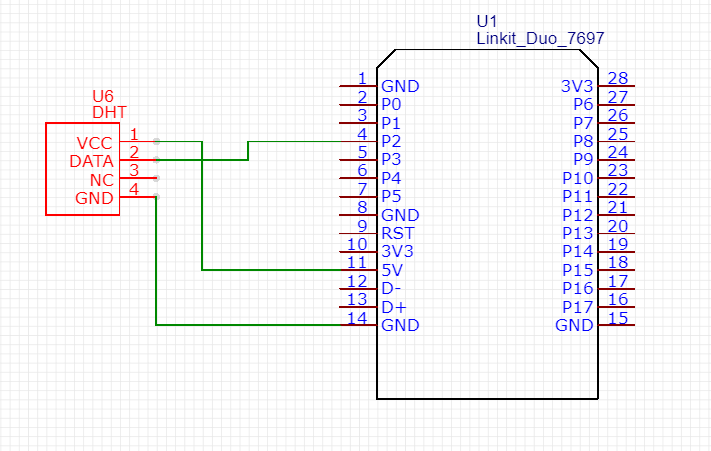 U1
Linkit_Duo_7697
U6
DHT
VCC 1
DATA 2
NC 3
GND 4
1 GND 3V3 28
2 P0 P6 27
3 P1 P7 26
4 P2 P8 25
5 P3 P9 24
6 P4 P10 23
7 P5 P11 22
8 GND P12 21
9 RST P13 20
10 3V3 P14 19
11 5V P15 18
12 D- P16 17
13 D+ P17 16
14 GND GND 15